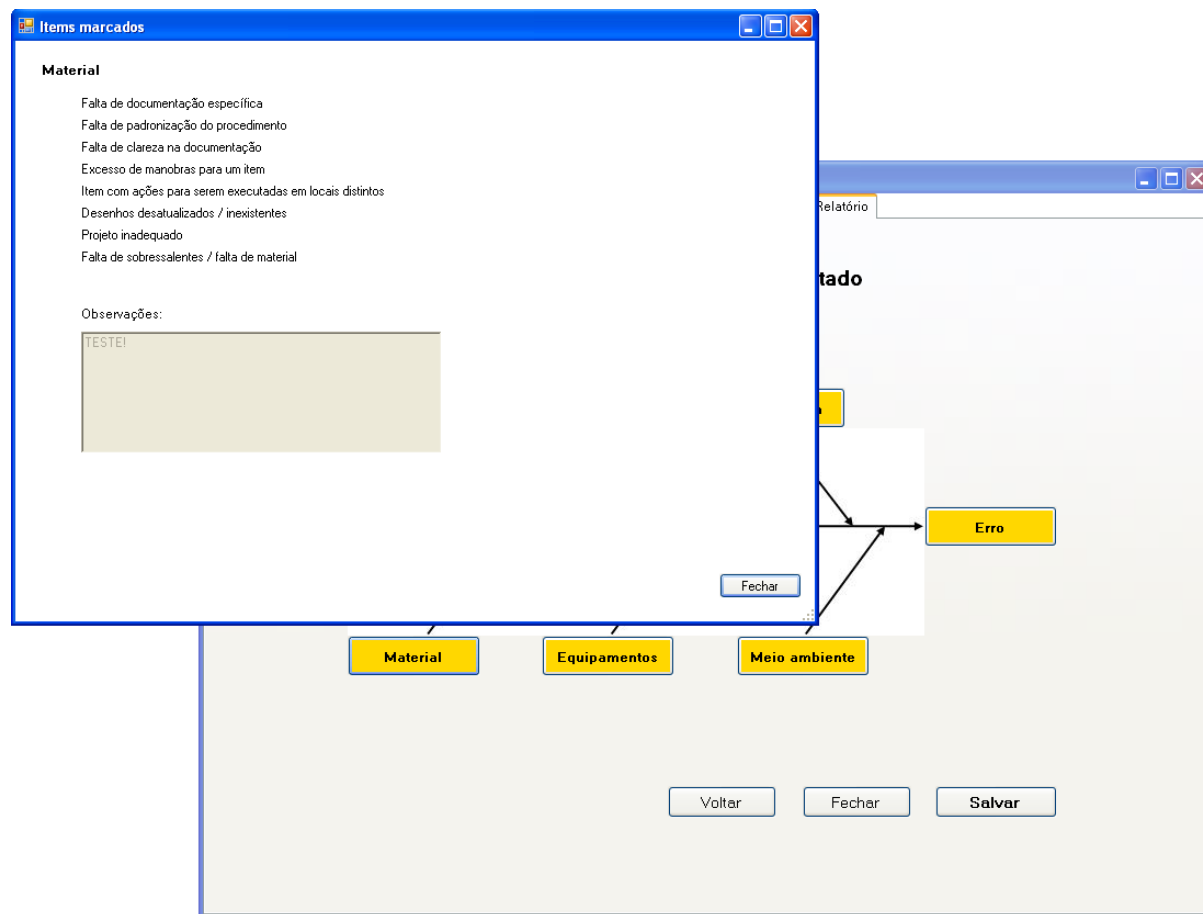 Items marcados
Material
Falta de documentação específica
Falta de padronização do procedimento
Falta de clareza na documentação
Excesso de manobras para um item
Item com ações para serem executadas em locais distintos
Desenhos desatualizados / inexistentes
Projeto inadequado
Falta de sobressalentes / falta de material
Observações:
TESTE!
Fechar
Relatório
tado
Erro
Material
Equipamentos
Meio ambiente
Voltar
Fechar
Salvar